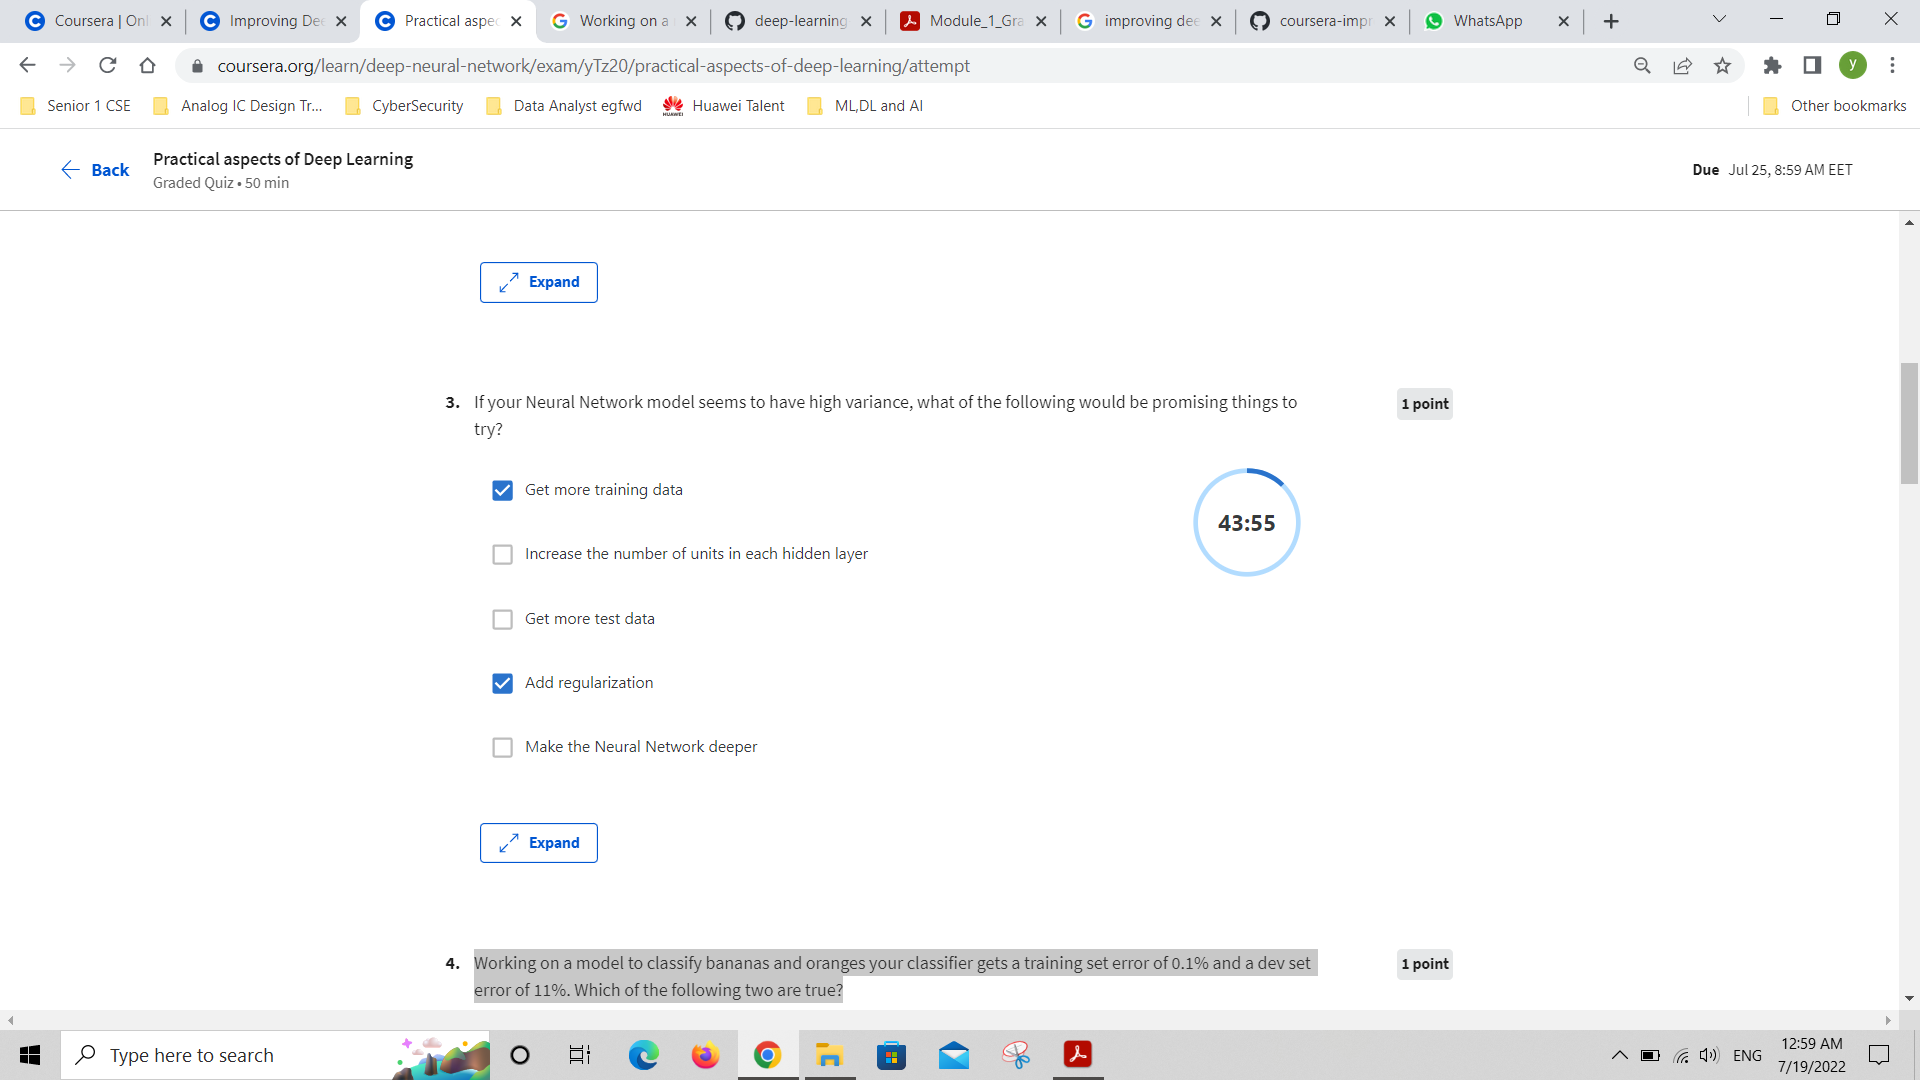 Coursera | Onl
Improving Dee
Practical aspec
Working on a
deep-learning
Module_1_Gra
improving dee
coursera-impr
WhatsApp
coursera.org/learn/deep-neural-network/exam/yTz20/practical-aspects-of-deep-learning/attempt
y
Senior 1 CSE
Analog IC Design Tr...
CyberSecurity
Data Analyst egfwd
HUAWEI
Huawei Talent
ML,DL and AI
Other bookmarks
Back
Practical aspects of Deep Learning
Graded Quiz • 50 min
Due Jul 25, 8:59 AM EET
Expand
3. If your Neural Network model seems to have high variance, what of the following would be promising things to
try?
1 point
Get more training data
43:55
Increase the number of units in each hidden layer
Get more test data
Add regularization
Make the Neural Network deeper
Expand
4. Working on a model to classify bananas and oranges your classifier gets a training set error of 0.1% and a dev set
error of 11%. Which of the following two are true?
1 point
Type here to search
ENG
12:59 AM
7/19/2022